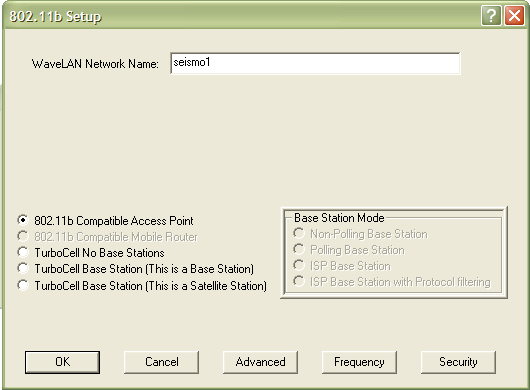 802.11b Setup
WaveLAN Network Name: seismo1
802.11b Compatible Access Point
802.11b Compatible Mobile Router
TurboCell No Base Stations
TurboCell Base Station (This is a Base Station)
TurboCell Base Station (This is a Satellite Station)
Base Station Mode
Non-Polling Base Station
Polling Base Station
ISP Base Station
ISP Base Station with Protocol filtering
OK Cancel Advanced Frequency Security